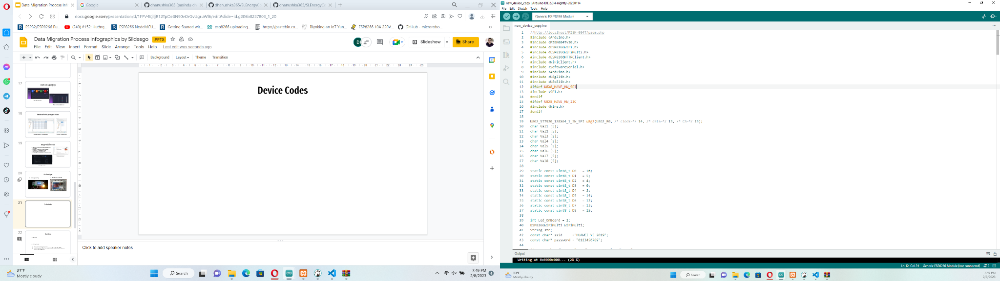 Data Migration Process Inf
Google
dhanushka365 (pasindu dh
dhanushka365/SLEnergyCo
dhanushka365/SLEnergyCo
docs.google.com/presentation/d/1FPV4KjlljR12TpOeBN90vOrGvUgruWl6/edit#slide=id.g206b8237803_1_20
ESP32/ESP8266 Pu...
(249) #152: Hướng...
ESP8266 NodeMCU...
Getting Started wit...
esp8266 uploading...
https://pastebin.co...
Blynking an IoT Yun...
ESP8266 10A 220V...
GitHub - microrobo...
Data Migration Process Infographics by Slidesgo
.PPTX
File Edit View Insert Format Slide Arrange Tools Help
Last edit was seconds ago
D
Slideshow
Share
Background
Layout
Theme
Transition
17
18
19
20
21
22
1
Device Codes
Click to add speaker notes
83°F
Mostly cloudy
Search
7:49 PM
2/8/2023
4
new_device_copy | Arduino IDE 2.0.4-nightly-20230114
File Edit Sketch Tools Help
Generic ESP8266 Module
new_device_copy.ino
1 //http://localhost/PZEM-004T/pzem.php
2 #include <Arduino.h>
3 #include <PZEM004Tv30.h>
4 #include <ESP8266WiFi.h>
5 #include <ESP8266WiFiMulti.h>
6 #include <ESP8266HTTPClient.h>
7 #include <WiFiClient.h>
8 #include <SoftwareSerial.h>
9 #include <Arduino.h>
10 #include <U8g2lib.h>
11 #include <U8x8lib.h>
12 #ifdef U8X8_HAVE_HW_SPI
13 #include <SPI.h>
14 #endif
15 #ifdef U8X8_HAVE_HW_I2C
16 #include <Wire.h>
17 #endif
18
19 U8G2_ST7920_128X64_1_SW_SPI u8g2(U8G2_R0, /* clock=*/ 14, /* data=*/ 13, /* CS=*/ 15);
20 char Val1 [5];
21 char Val2 [5];
22 char Val3 [5];
23 char Val4 [5];
24 char Val5 [5];
25 char Val6 [5];
26 char Val7 [5];
27 char Val8 [5];
28
29 static const uint8_t D0 = 16;
30 static const uint8_t D1 = 5;
31 static const uint8_t D2 = 4;
32 static const uint8_t D3 = 0;
33 static const uint8_t D4 = 2;
34 static const uint8_t D5 = 14;
35 static const uint8_t D6 = 12;
36 static const uint8_t D7 = 13;
37 static const uint8_t D8 = 15;
38
39 int Led_OnBoard = 2;
40 ESP8266WiFiMulti WiFiMulti;
41 String str;
42 const char* ssid ="HUAWEI Y5 2019";
43 const char* password = "0123456789";
44
Output
Writing at 0x0000c000... (28 %)
Ln 12, Col 24 Generic ESP8266 Module [not connected] 2
83°F
Mostly cloudy
Search
7:49 PM
2/8/2023